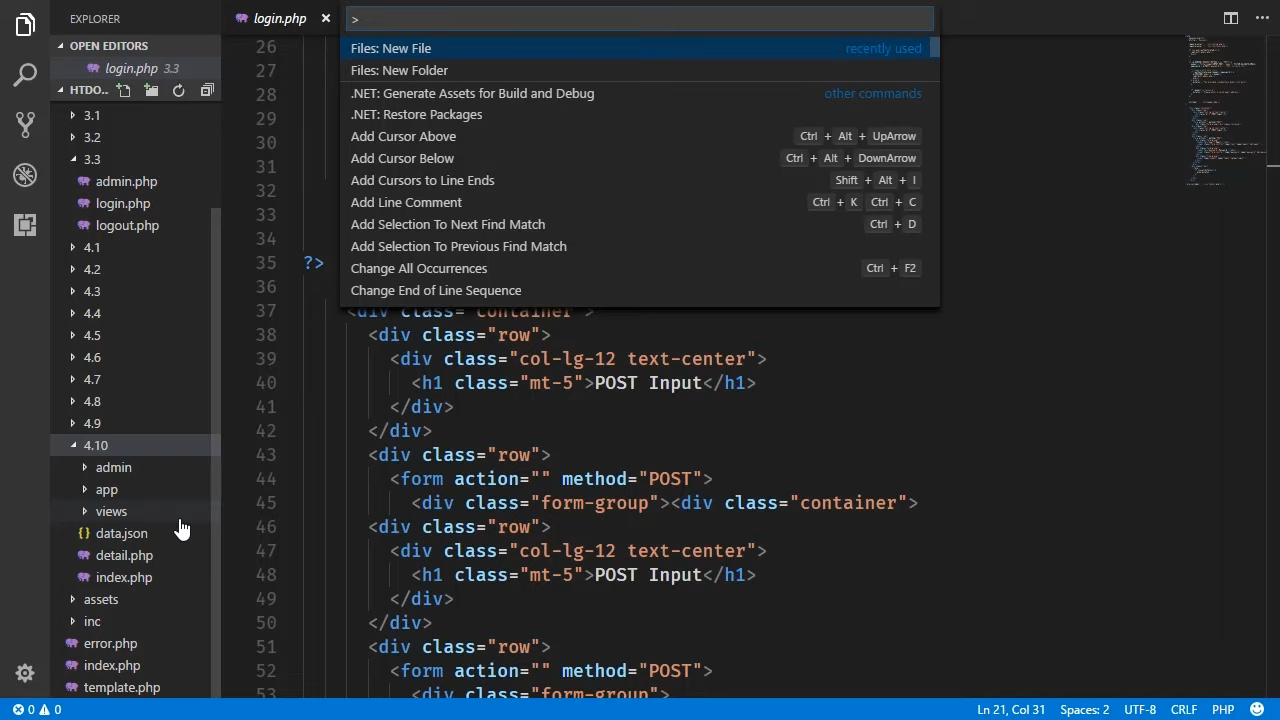 EXPLORER
OPEN EDITORS
login.php 3.3
HTDO..
3.1
3.2
3.3
admin.php
login.php
logout.php
4.1
4.2
4.3
4.4
4.5
4.6
4.7
4.8
4.9
4.10
admin
app
views
{} data.json
detail.php
index.php
assets
inc
error.php
index.php
template.php
login.php ×
>
Files: New File recently used
Files: New Folder
.NET: Generate Assets for Build and Debug other commands
.NET: Restore Packages
Add Cursor Above Ctrl + Alt + UpArrow
Add Cursor Below Ctrl + Alt + DownArrow
Add Cursors to Line Ends Shift + Alt + I
Add Line Comment Ctrl + K Ctrl + C
Add Selection To Next Find Match Ctrl + D
Add Selection To Previous Find Match
Change All Occurrences Ctrl + F2
Change End of Line Sequence
26
27
28
29
30
31
32
33
34
35 ?>
36
37 <div class="container">
38 <div class="row">
39 <div class="col-lg-12 text-center">
40 <h1 class="mt-5">POST Input</h1>
41 </div>
42 </div>
43 <div class="row">
44 <form action="" method="POST">
45 <div class="form-group"><div class="container">
46 <div class="row">
47 <div class="col-lg-12 text-center">
48 <h1 class="mt-5">POST Input</h1>
49 </div>
50 </div>
51 <div class="row">
52 <form action="" method="POST">
53 <div class="form-group">
0 0
Ln 21, Col 31 Spaces: 2 UTF-8 CRLF PHP